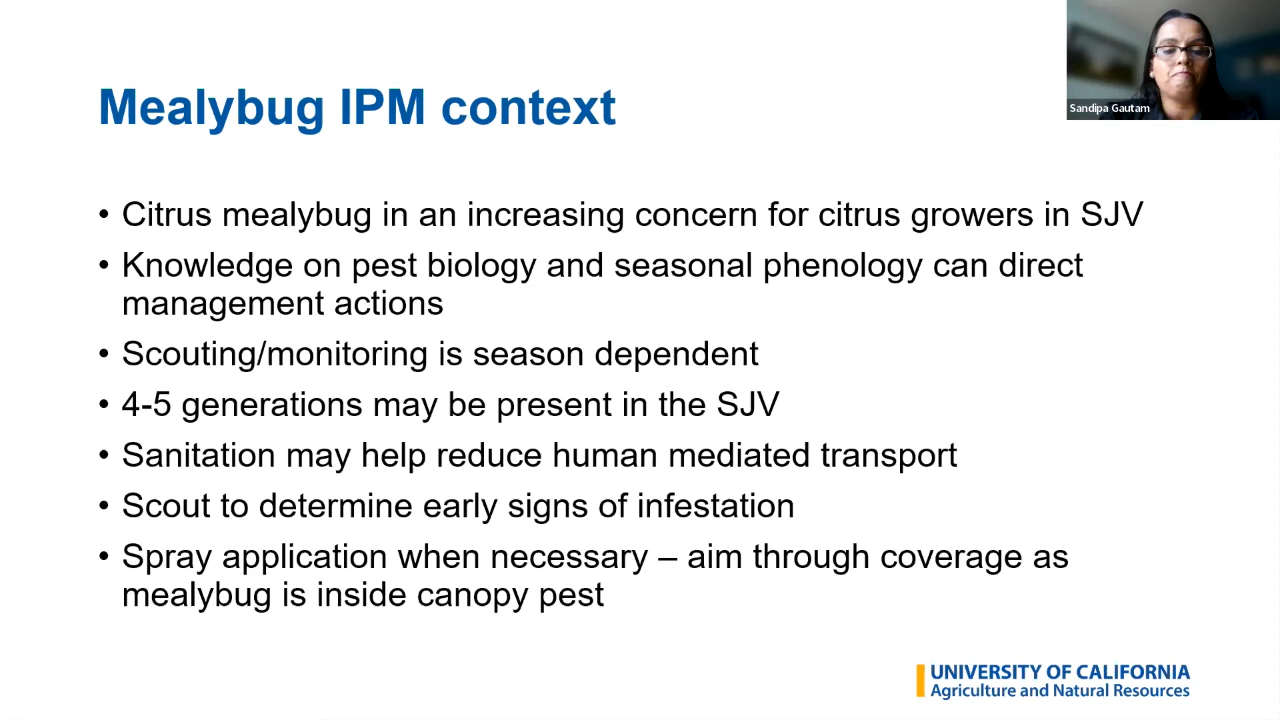 Mealybug IPM context
Sandipa Gautam
• Citrus mealybug in an increasing concern for citrus growers in SJV
• Knowledge on pest biology and seasonal phenology can direct
management actions
• Scouting/monitoring is season dependent
• 4-5 generations may be present in the SJV
• Sanitation may help reduce human mediated transport
• Scout to determine early signs of infestation
• Spray application when necessary – aim through coverage as
mealybug is inside canopy pest
UNIVERSITY OF CALIFORNIA
Agriculture and Natural Resources